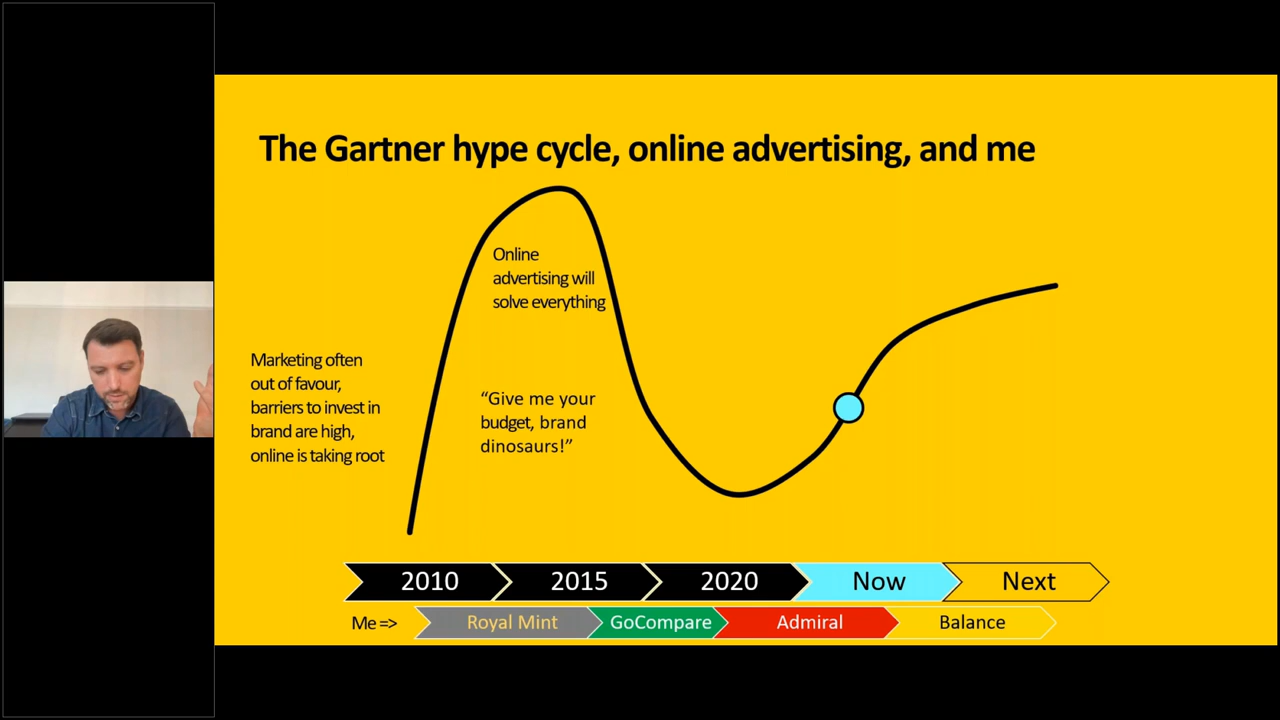 The Gartner hype cycle, online advertising, and me
Online
advertising will
solve everything
Marketing often
out of favour,
barriers to invest in
brand are high,
online is taking root
“Give me your
budget, brand
dinosaurs!”
2010 2015 2020 Now Next
Me => Royal Mint GoCompare Admiral Balance